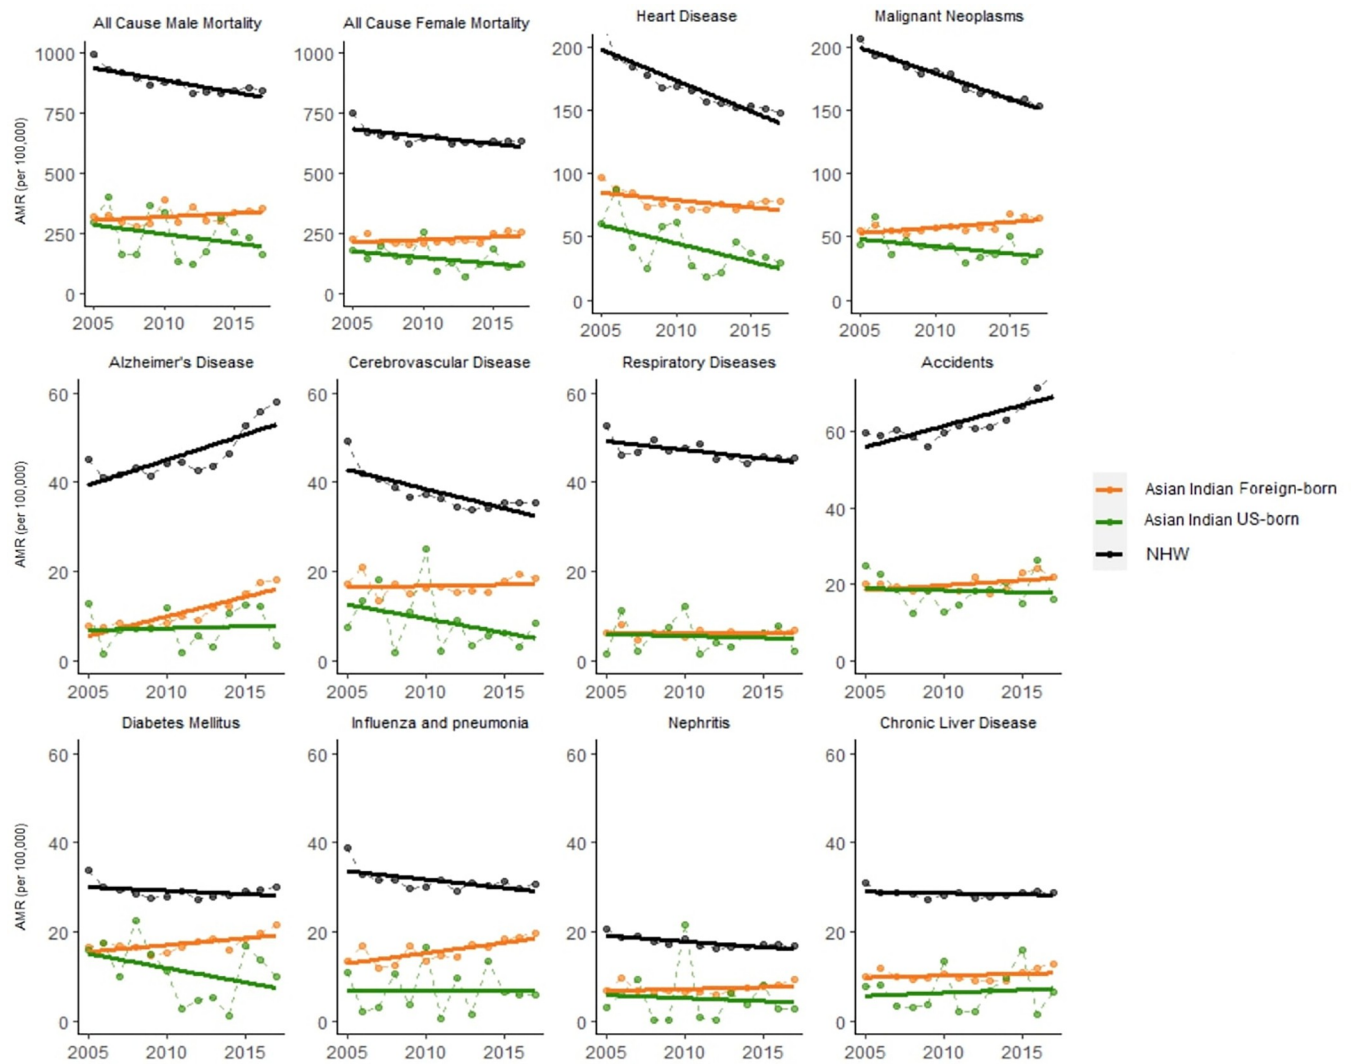 All Cause Male Mortality
All Cause Female Mortality
Heart Disease
Malignant Neoplasms
AMR (per 100,000)
1000
750
500
250
0
2005 2010 2015
1000
750
500
250
0
2005 2010 2015
200
150
100
50
0
2005 2010 2015
200
150
100
50
0
2005 2010 2015
Alzheimer's Disease
Cerebrovascular Disease
Respiratory Diseases
Accidents
AMR (per 100,000)
60
40
20
0
2005 2010 2015
60
40
20
0
2005 2010 2015
60
40
20
0
2005 2010 2015
60
40
20
0
2005 2010 2015
Asian Indian Foreign-born
Asian Indian US-born
NHW
Diabetes Mellitus
Influenza and pneumonia
Nephritis
Chronic Liver Disease
AMR (per 100,000)
60
40
20
0
2005 2010 2015
60
40
20
0
2005 2010 2015
60
40
20
0
2005 2010 2015
60
40
20
0
2005 2010 2015